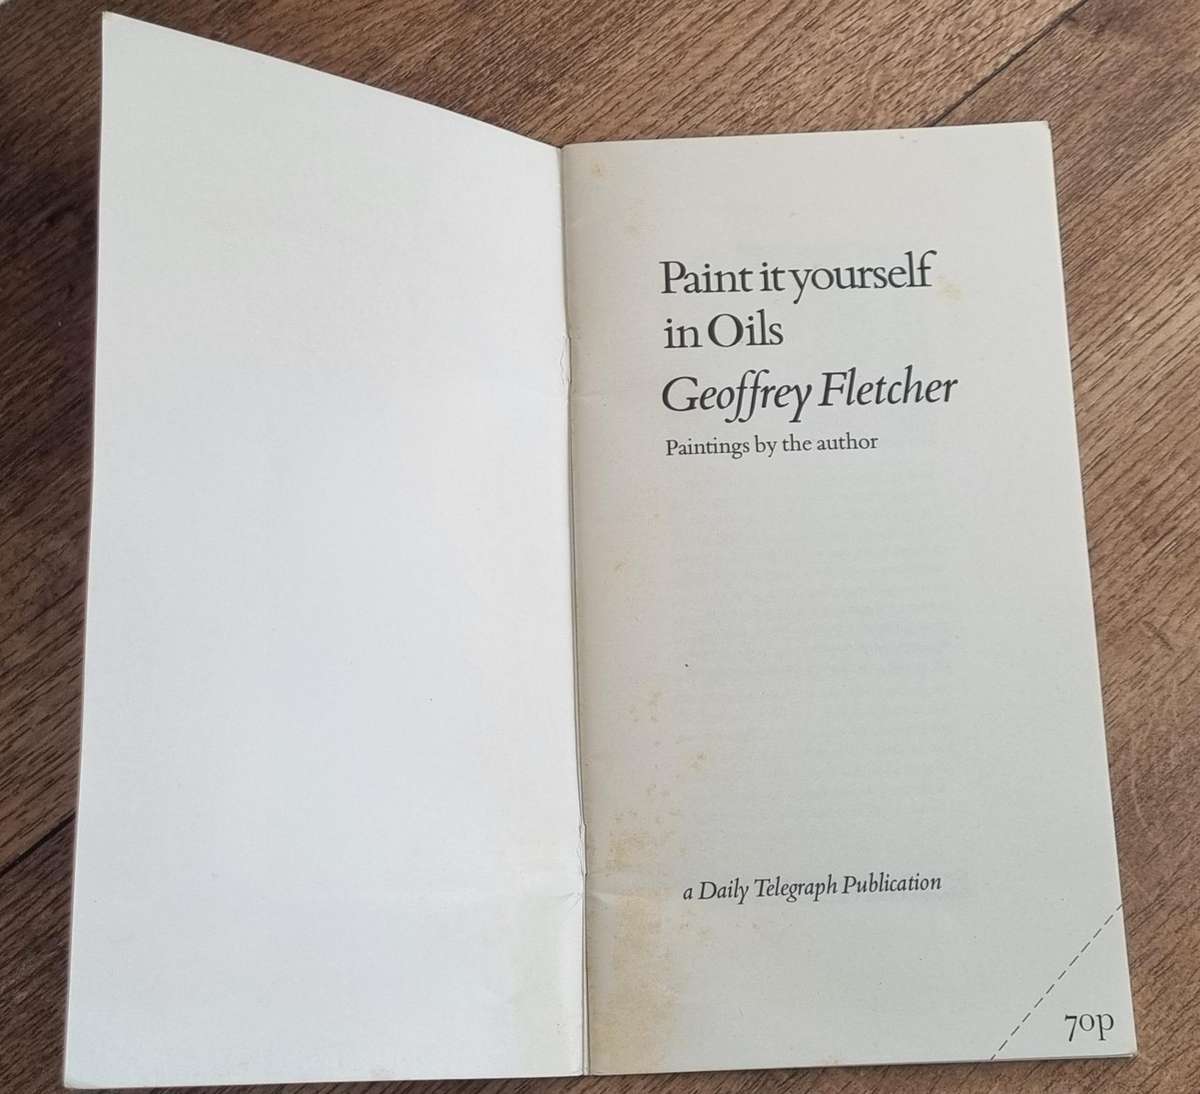 Paint it yourself
in Oils
Geoffrey Fletcher
Paintings by the author
a Daily Telegraph Publication
70p